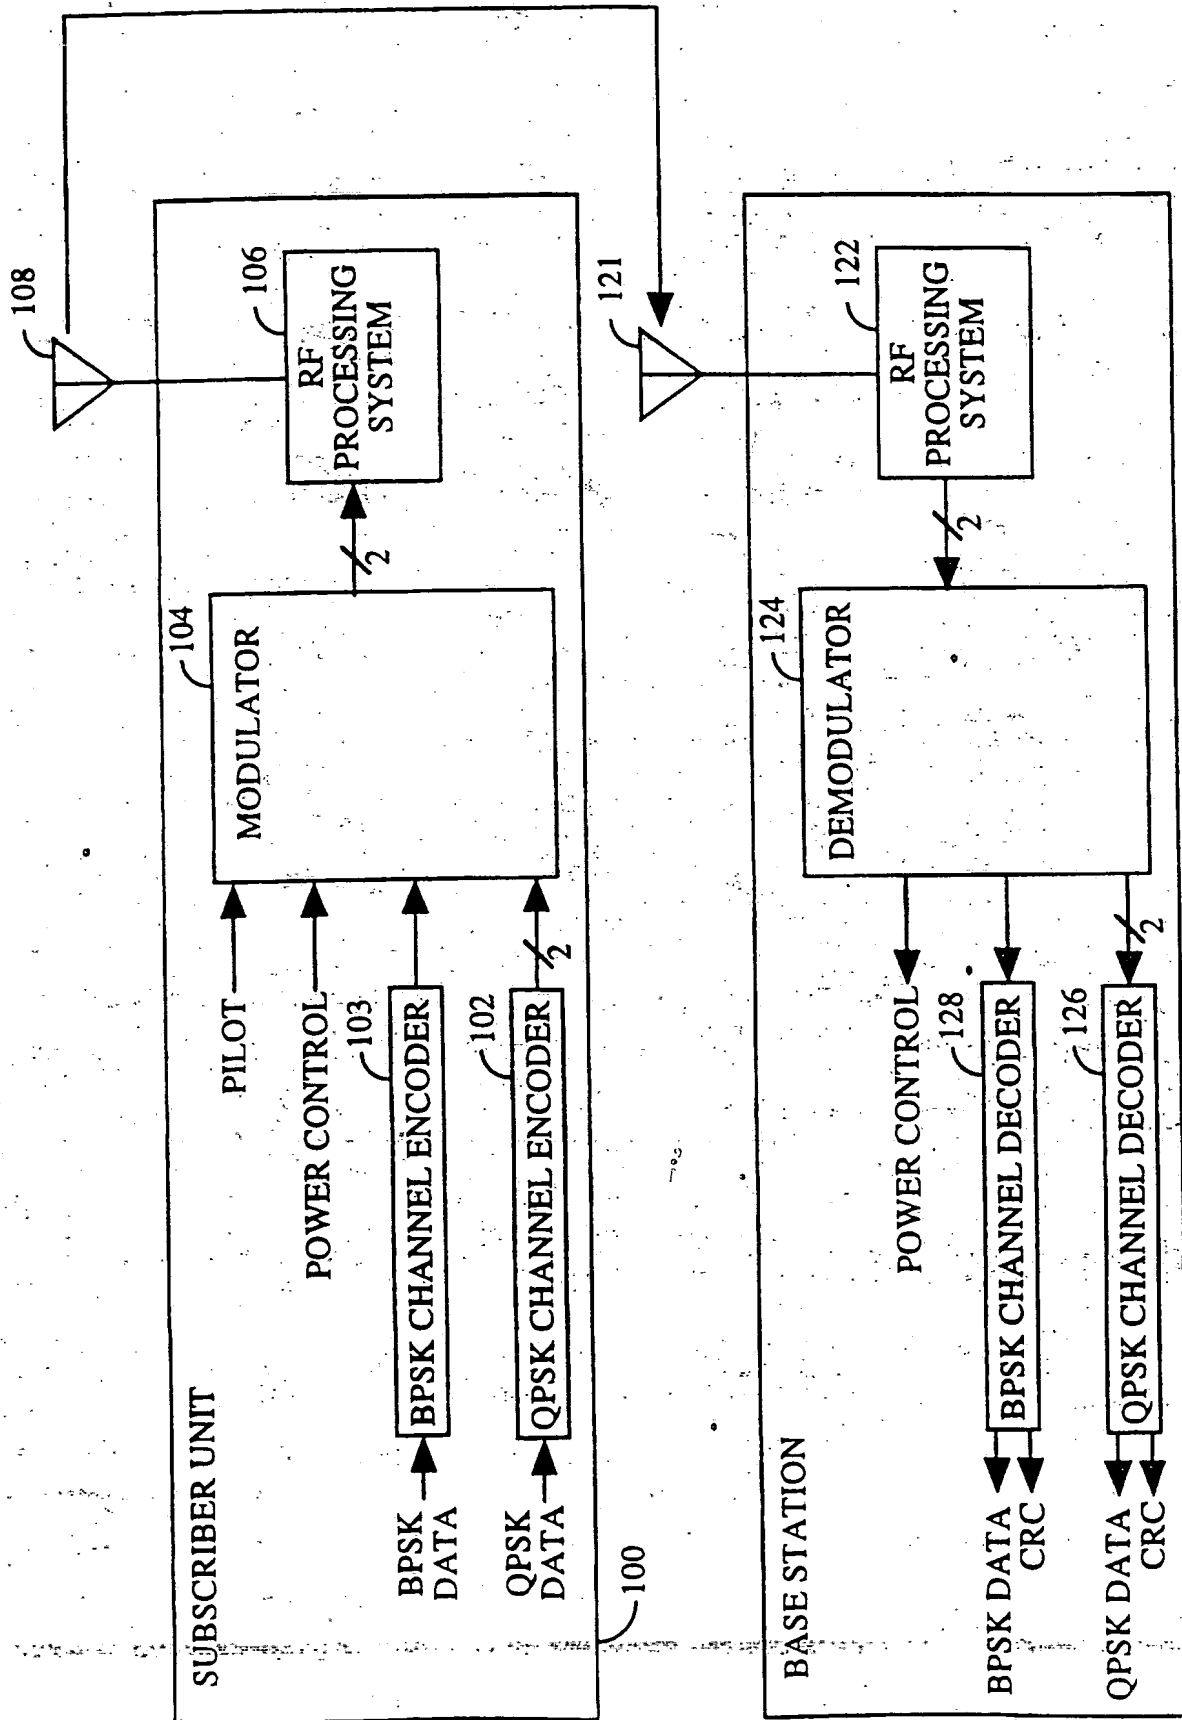 SUBSCRIBER UNIT
108
106
RF
PROCESSING
SYSTEM
2
104
MODULATOR
PILOT
POWER CONTROL
103
BPSK CHANNEL ENCODER
BPSK
DATA
102
QPSK CHANNEL ENCODER
2
QPSK
DATA
100
BASE STATION
121
122
RF
PROCESSING
SYSTEM
2
124
DEMODULATOR
POWER CONTROL
128
BPSK CHANNEL DECODER
BPSK DATA
CRC
126
QPSK CHANNEL DECODER
2
QPSK DATA
CRC